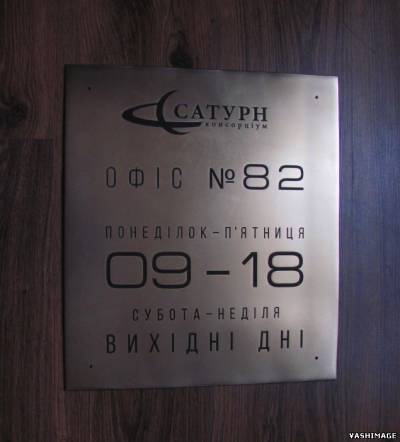 САТУРН
консорціум
ОФІС №82
ПОНЕДІЛОК-П'ЯТНИЦЯ
09-18
СУБОТА-НЕДІЛЯ
ВИХІДНІ ДНІ
VASHIMAGE